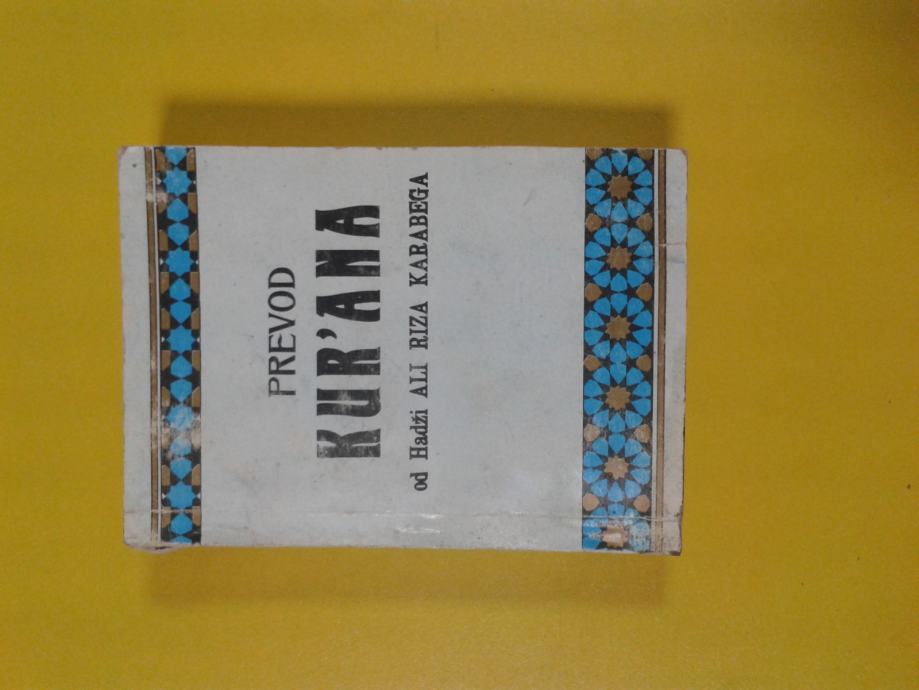 PREVOD
KUR'ANA
od Hadži ALI RIZA KARABEGA